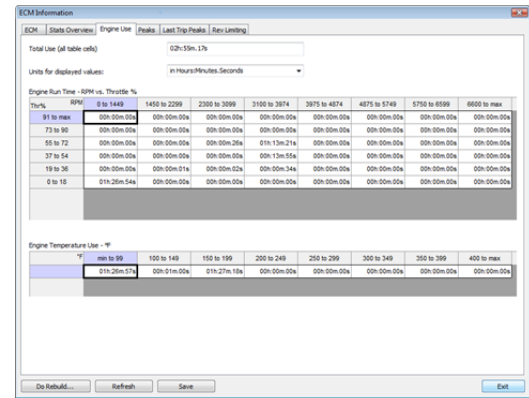 ECM Information
ECM Stats Overview Engine Use Peaks Last Trip Peaks Rev Limiting
Total Use (all table cells) 02h:55m.17s
Units for displayed values: in Hours:Minutes.Seconds
Engine Run Time - RPM vs. Throttle %
Thr% RPM 0 to 1449 1450 to 2299 2300 to 3099 3100 to 3974 3975 to 4874 4875 to 5749 5750 to 6599 6600 to max
91 to max 00h:00m.00s 00h:00m.00s 00h:00m.00s 00h:00m.00s 00h:00m.00s 00h:00m.00s 00h:00m.00s 00h:00m.00s
73 to 90 00h:00m.00s 00h:00m.00s 00h:00m.00s 00h:00m.00s 00h:00m.00s 00h:00m.00s 00h:00m.00s 00h:00m.00s
55 to 72 00h:00m.00s 00h:00m.00s 00h:00m.26s 01h:13m.21s 00h:00m.00s 00h:00m.00s 00h:00m.00s 00h:00m.00s
37 to 54 00h:00m.00s 00h:00m.00s 00h:00m.00s 00h:13m:55s 00h:00m.00s 00h:00m.00s 00h:00m.00s 00h:00m.00s
19 to 36 00h:00m.00s 00h:00m:01s 00h:00m.02s 00h:00m.34s 00h:00m.00s 00h:00m.00s 00h:00m.00s 00h:00m.00s
0 to 18 01h:26m.54s 00h:00m.00s 00h:00m.00s 00h:00m.00s 00h:00m.00s 00h:00m.00s 00h:00m.00s 00h:00m.00s
Engine Temperature Use - °F
°F min to 99 100 to 149 150 to 199 200 to 249 250 to 299 300 to 349 350 to 399 400 to max
01h:26m.57s 00h:01m.00s 01h:27m.18s 00h:00m.00s 00h:00m.00s 00h:00m.00s 00h:00m.00s 00h:00m.00s
Do Rebuild... Refresh Save Exit